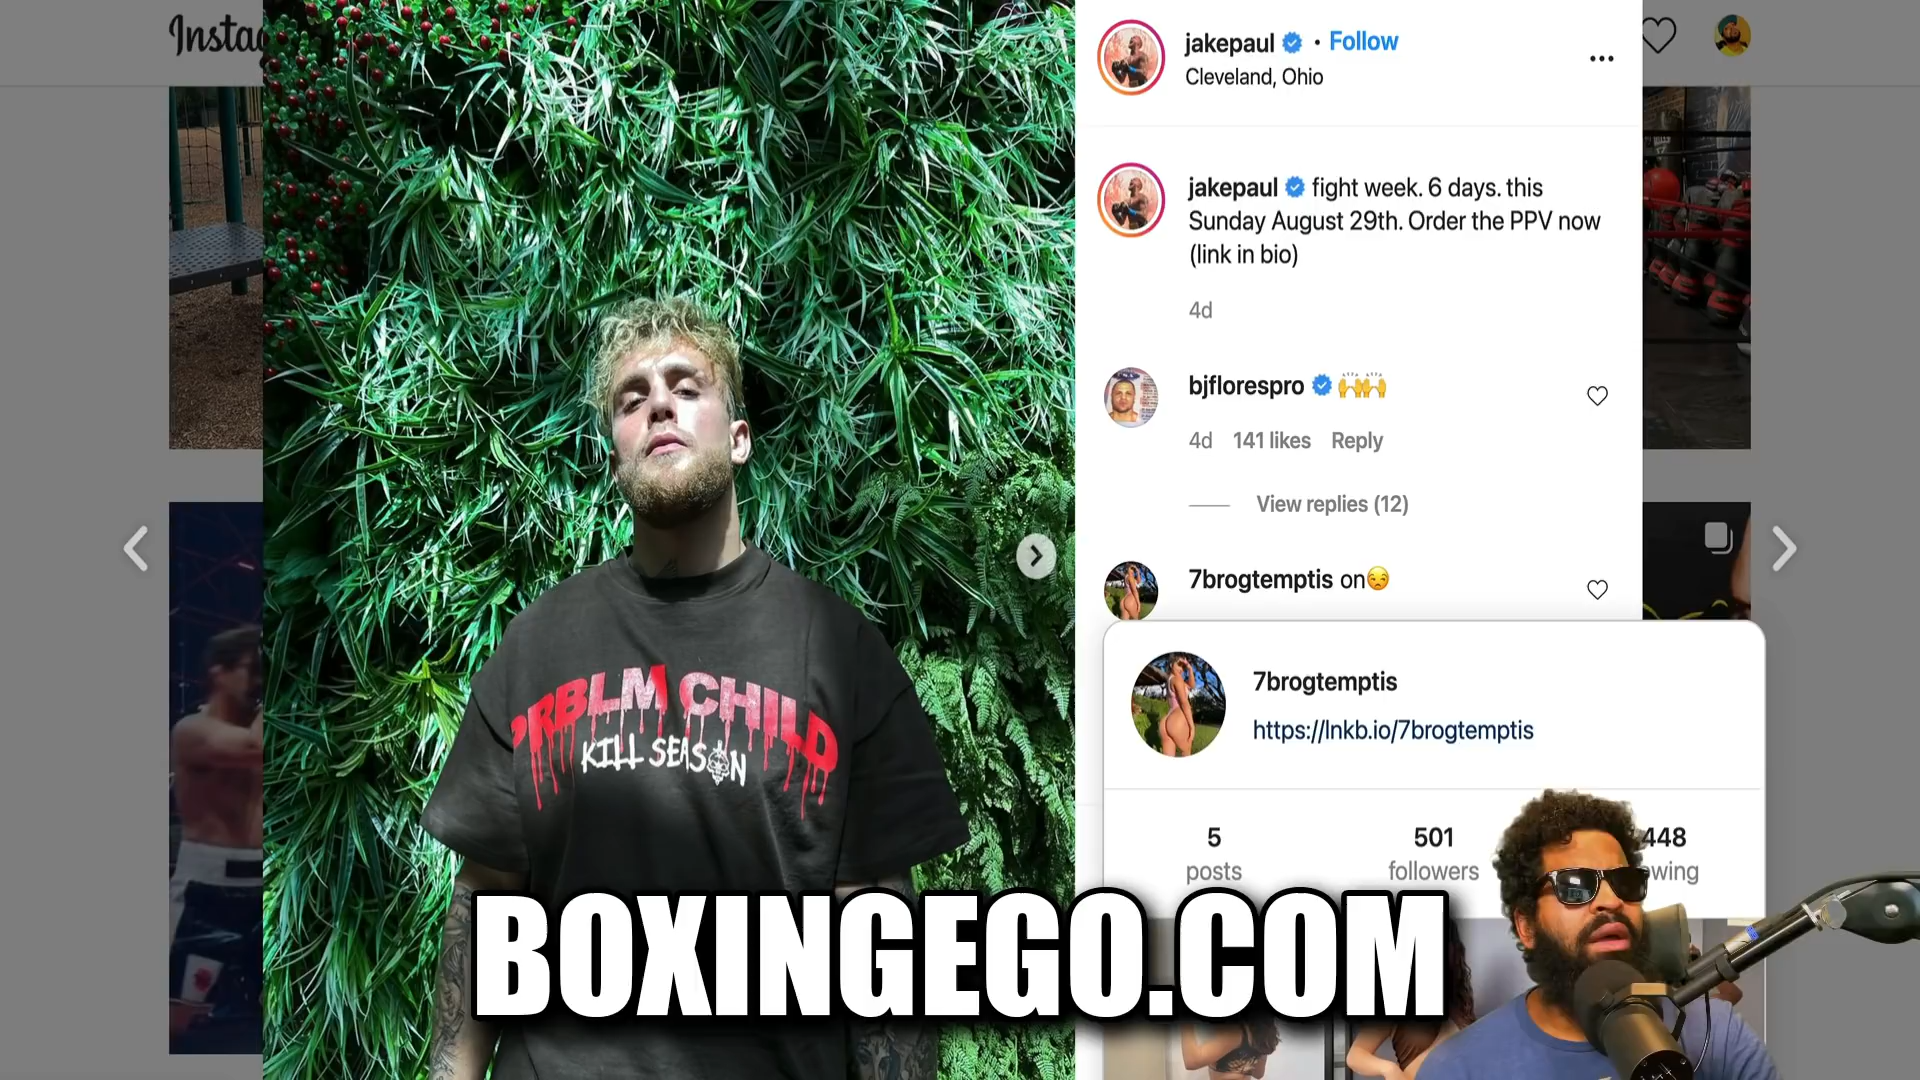 Instag
jakepaul • Follow
Cleveland, Ohio
jakepaul fight week. 6 days. this
Sunday August 29th. Order the PPV now
(link in bio)
4d
bjflorespro 🙌🙌
4d 141 likes Reply
View replies (12)
7brogtemptis on😒
7brogtemptis
https://lnkb.io/7brogtemptis
5 501 448
posts followers owing
PRBLM CHILD
KILL SEASON
BOXINGEGO.COM